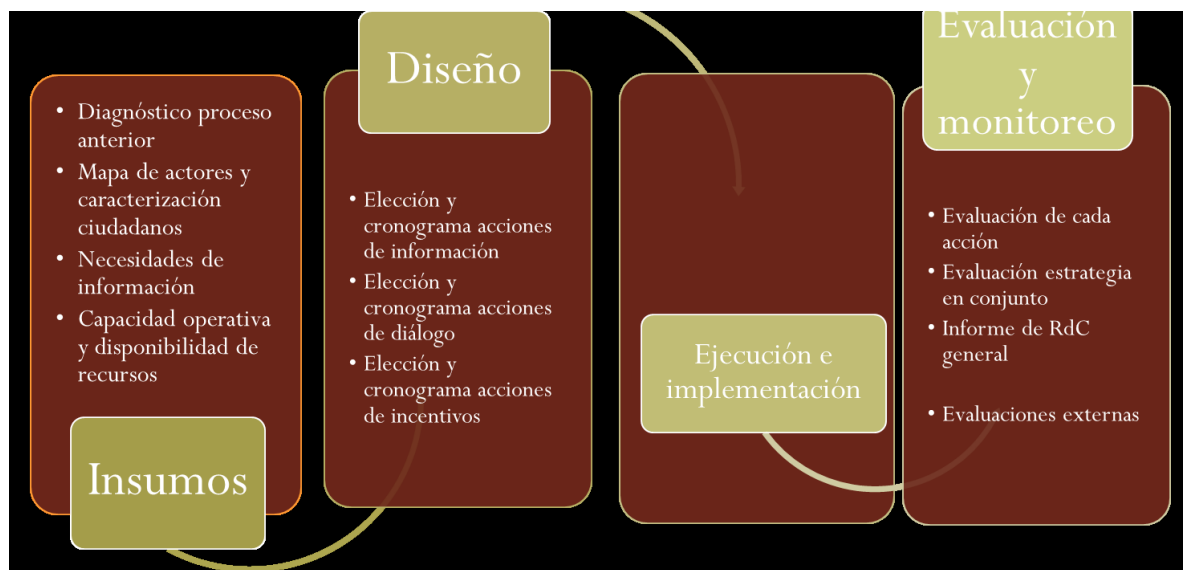 • Diagnóstico proceso
anterior
• Mapa de actores y
caracterización
ciudadanos
• Necesidades de
información
• Capacidad operativa
y disponibilidad de
recursos
Insumos
Diseño
• Elección y
cronograma acciones
de información
• Elección y
cronograma acciones
de diálogo
• Elección y
cronograma acciones
de incentivos
Ejecución e
implementación
Evaluación
y
monitoreo
• Evaluación de cada
acción
• Evaluación estrategia
en conjunto
• Informe de RdC
general
• Evaluaciones externas